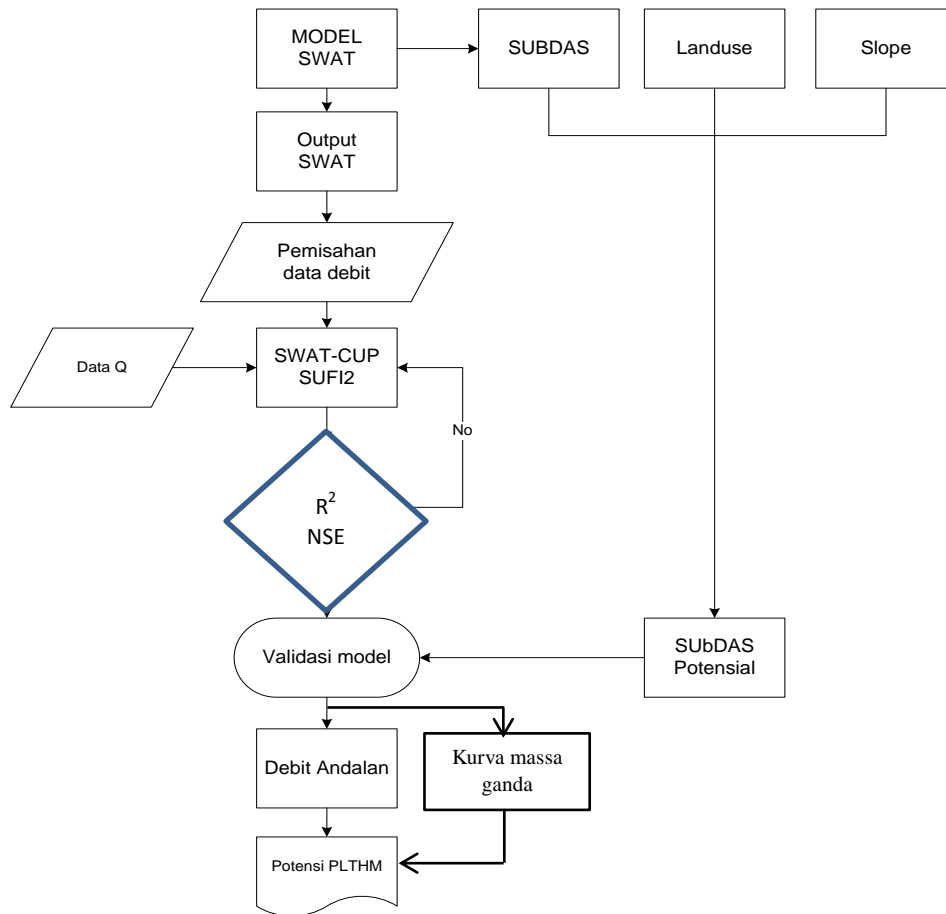 MODEL
SWAT
SUBDAS
Landuse
Slope
Output
SWAT
Pemisahan
data debit
Data Q
SWAT-CUP
SUFI2
No
R²
NSE
Validasi model
SUbDAS
Potensial
Debit Andalan
Kurva massa
ganda
Potensi PLTHM